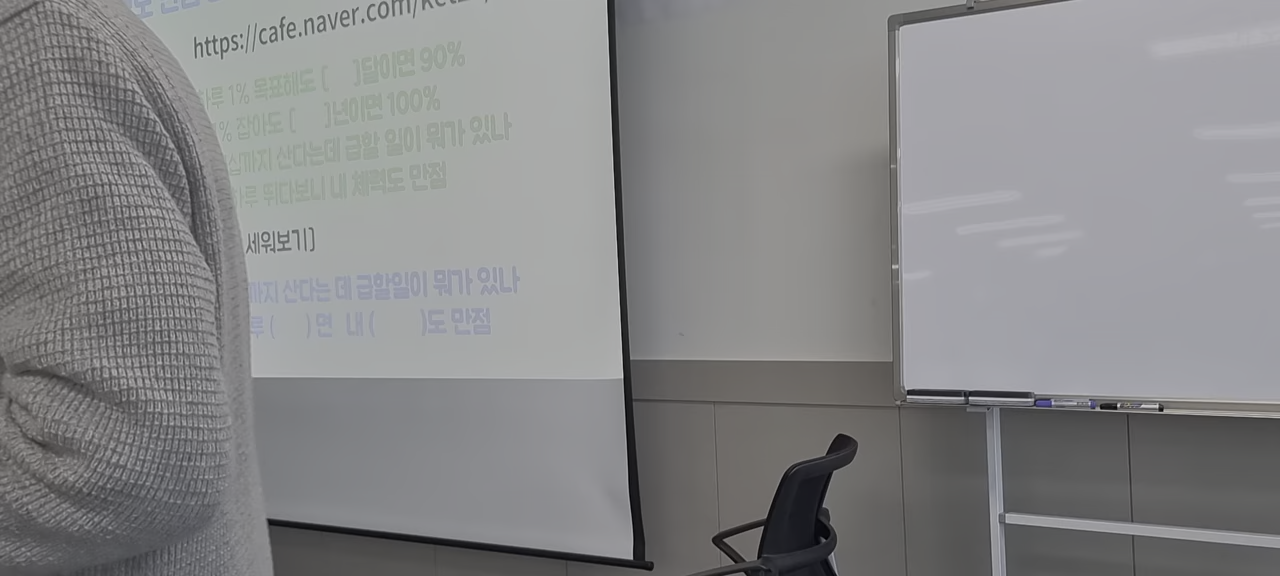 https://cafe.naver.com/
루 1% 목표해도 [ ]달이면 90%
1% 잡아도 [ ]년이면 100%
십까지 산다는데 급할 일이 뭐가 있나
루 뛰다보니 내 체력도 만점
세워보기]
까지 산다는 데 급할일이 뭐가 있나
루 ( ) 면 내 ( )도 만점